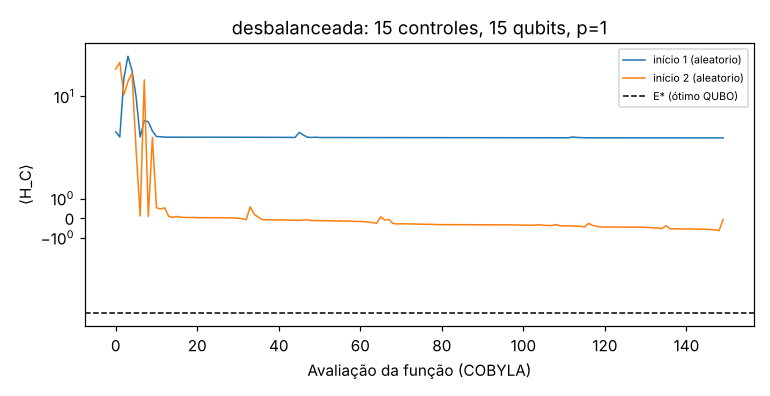 desbalanceada: 15 controles, 15 qubits, p=1
início 1 (aleatorio)
início 2 (aleatorio)
E* (ótimo QUBO)
⟨H_C⟩
10¹
10⁰
0
−10⁰
0 20 40 60 80 100 120 140
Avaliação da função (COBYLA)